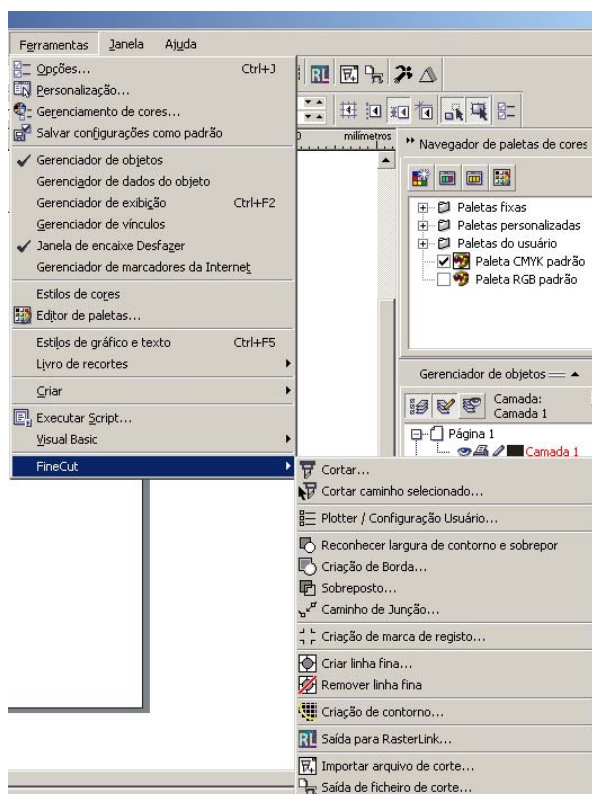 Ferramentas Janela Ajuda
Opções... Ctrl+J
Personalização...
Gerenciamento de cores...
Salvar configurações como padrão
Gerenciador de objetos
Gerenciador de dados do objeto
Gerenciador de exibição Ctrl+F2
Gerenciador de vínculos
Janela de encaixe Desfazer
Gerenciador de marcadores da Internet
Estilos de cores
Editor de paletas...
Estilos de gráfico e texto Ctrl+F5
Livro de recortes
Criar
Executar Script...
Visual Basic
FineCut
RL
milímetros
Navegador de paletas de cores
Paletas fixas
Paletas personalizadas
Paletas do usuário
Paleta CMYK padrão
Paleta RGB padrão
Gerenciador de objetos
Camada:
Camada 1
Página 1
Camada 1
Cortar...
Cortar caminho selecionado...
Plotter / Configuração Usuário...
Reconhecer largura de contorno e sobrepor
Criação de Borda...
Sobreposto...
Caminho de Junção...
Criação de marca de registo...
Criar linha fina...
Remover linha fina
Criação de contorno...
RL Saída para RasterLink...
Importar arquivo de corte...
Saída de ficheiro de corte...